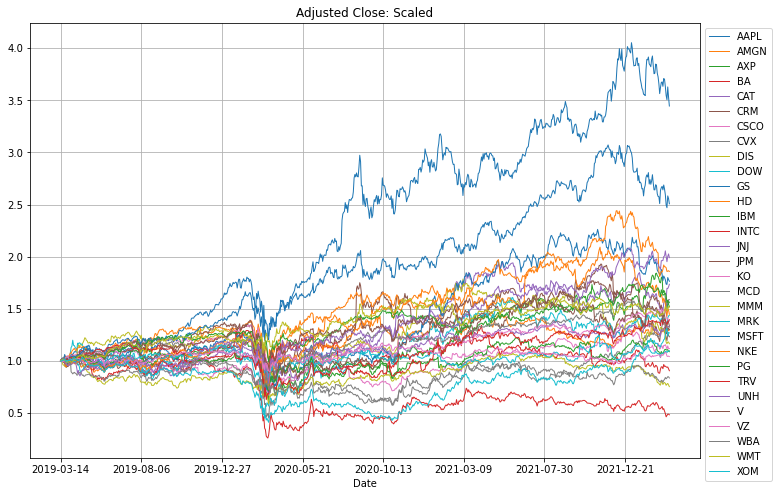 Adjusted Close: Scaled
4.0
3.5
3.0
2.5
2.0
1.5
1.0
0.5
2019-03-14 2019-08-06 2019-12-27 2020-05-21 2020-10-13 2021-03-09 2021-07-30 2021-12-21
Date
AAPL
AMGN
AXP
BA
CAT
CRM
CSCO
CVX
DIS
DOW
GS
HD
IBM
INTC
JNJ
JPM
KO
MCD
MMM
MRK
MSFT
NKE
PG
TRV
UNH
V
VZ
WBA
WMT
XOM